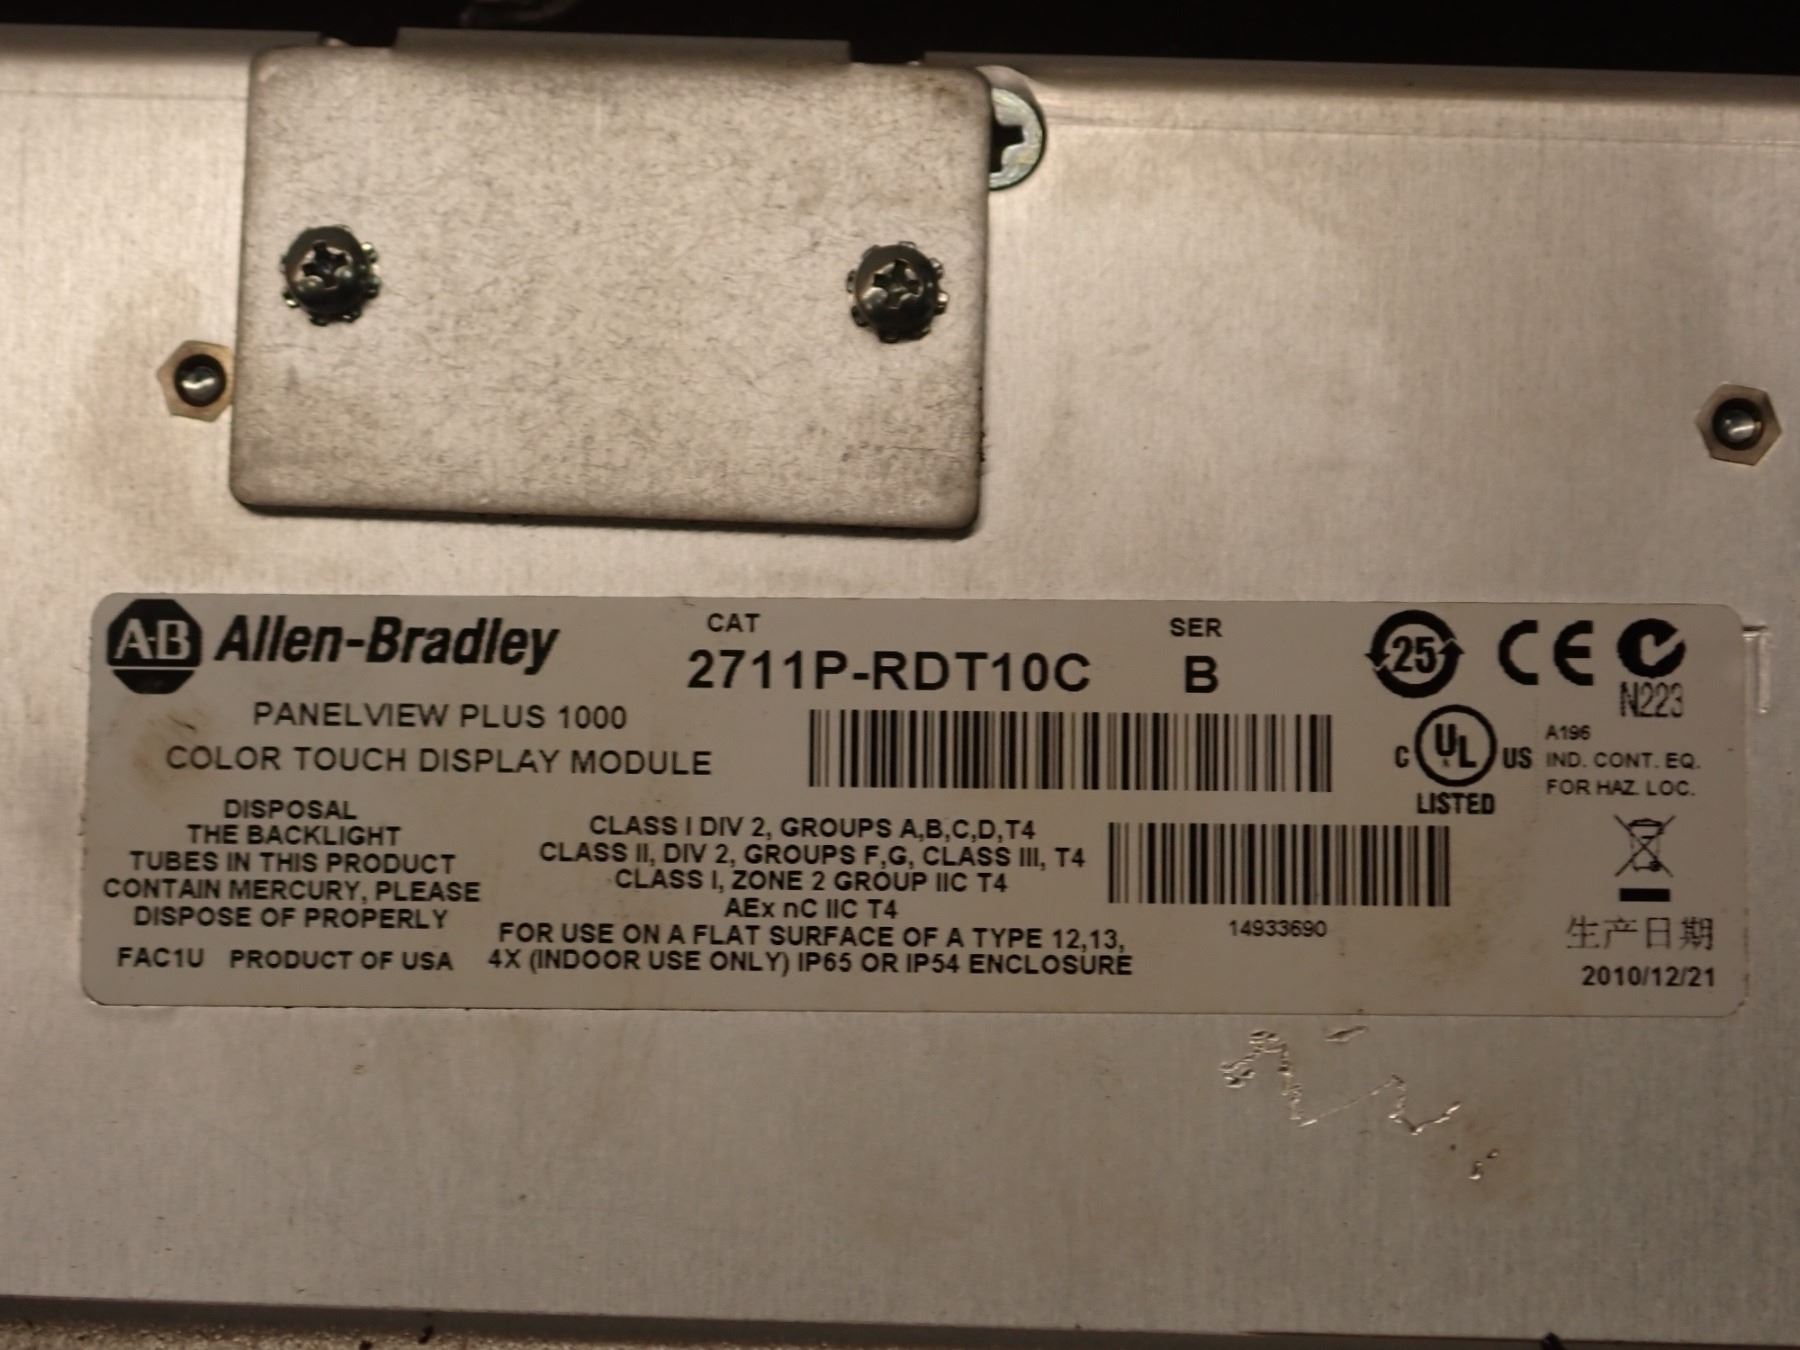 A-B Allen-Bradley
CAT
SER
2711P-RDT10C
B
25
CE
N223
PANELVIEW PLUS 1000
COLOR TOUCH DISPLAY MODULE
C UL US
LISTED
A196
IND. CONT. EQ.
FOR HAZ. LOC.
DISPOSAL
THE BACKLIGHT
TUBES IN THIS PRODUCT
CONTAIN MERCURY, PLEASE
DISPOSE OF PROPERLY
FAC1U PRODUCT OF USA
CLASS I DIV 2, GROUPS A,B,C,D,T4
CLASS II, DIV 2, GROUPS F,G, CLASS III, T4
CLASS I, ZONE 2 GROUP IIC T4
AEx nC IIC T4
FOR USE ON A FLAT SURFACE OF A TYPE 12,13,
4X (INDOOR USE ONLY) IP65 OR IP54 ENCLOSURE
14933690
生产日期
2010/12/21